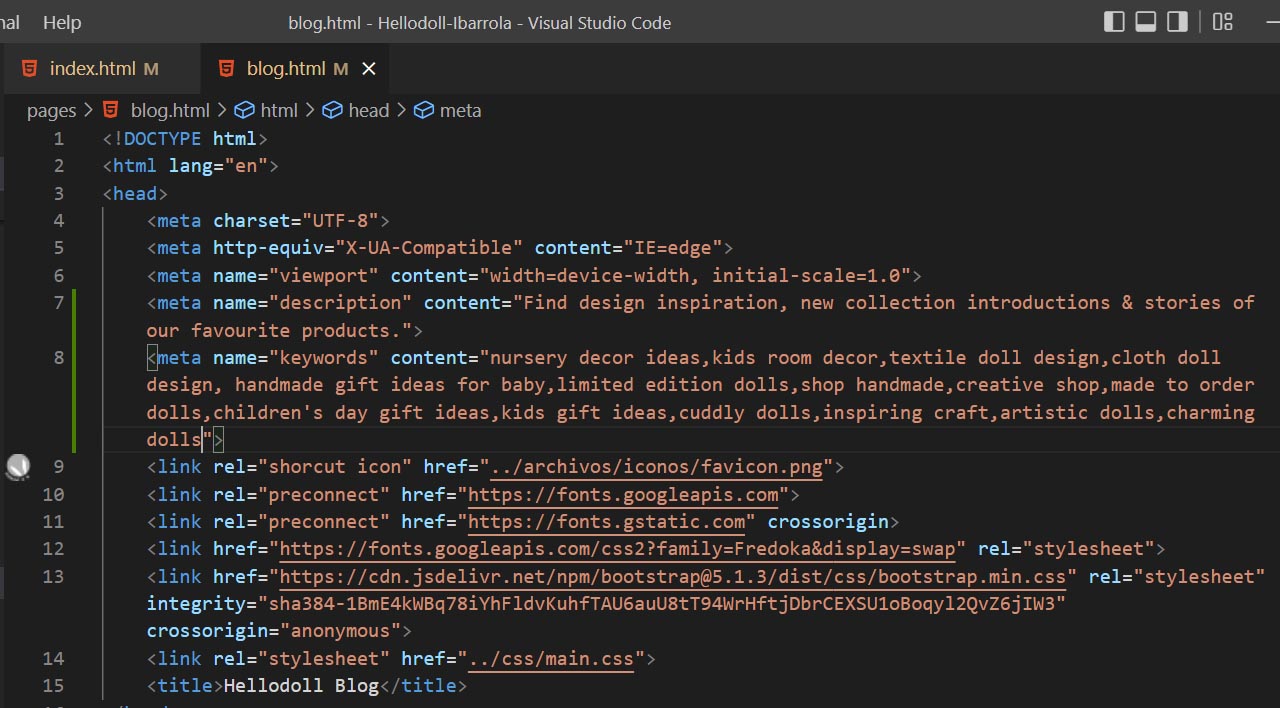 Help
blog.html - Hellodoll-Ibarrola - Visual Studio Code
index.html M
blog.html M
pages > blog.html > html > head > meta
1 <!DOCTYPE html>
2 <html lang="en">
3 <head>
4 <meta charset="UTF-8">
5 <meta http-equiv="X-UA-Compatible" content="IE=edge">
6 <meta name="viewport" content="width=device-width, initial-scale=1.0">
7 <meta name="description" content="Find design inspiration, new collection introductions & stories of
our favourite products.">
8 <meta name="keywords" content="nursery decor ideas,kids room decor,textile doll design,cloth doll
design, handmade gift ideas for baby,limited edition dolls,shop handmade,creative shop,made to order
dolls,children's day gift ideas,kids gift ideas,cuddly dolls,inspiring craft,artistic dolls,charming
dolls">
9 <link rel="shorcut icon" href="../archivos/iconos/favicon.png">
10 <link rel="preconnect" href="https://fonts.googleapis.com">
11 <link rel="preconnect" href="https://fonts.gstatic.com" crossorigin>
12 <link href="https://fonts.googleapis.com/css2?family=Fredoka&display=swap" rel="stylesheet">
13 <link href="https://cdn.jsdelivr.net/npm/bootstrap@5.1.3/dist/css/bootstrap.min.css" rel="stylesheet"
integrity="sha384-1BmE4kWBq78iYhFldvKuhfTAU6auU8tT94WrHftjDbrCEXSU1oBoqyl2QvZ6jIW3"
crossorigin="anonymous">
14 <link rel="stylesheet" href="../css/main.css">
15 <title>Hellodoll Blog</title>